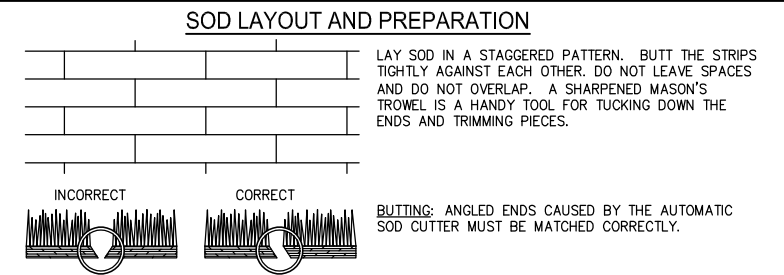 SOD LAYOUT AND PREPARATION
LAY SOD IN A STAGGERED PATTERN. BUTT THE STRIPS
TIGHTLY AGAINST EACH OTHER. DO NOT LEAVE SPACES
AND DO NOT OVERLAP. A SHARPENED MASON'S
TROWEL IS A HANDY TOOL FOR TUCKING DOWN THE
ENDS AND TRIMMING PIECES.
INCORRECT
CORRECT
BUTTING: ANGLED ENDS CAUSED BY THE AUTOMATIC
SOD CUTTER MUST BE MATCHED CORRECTLY.